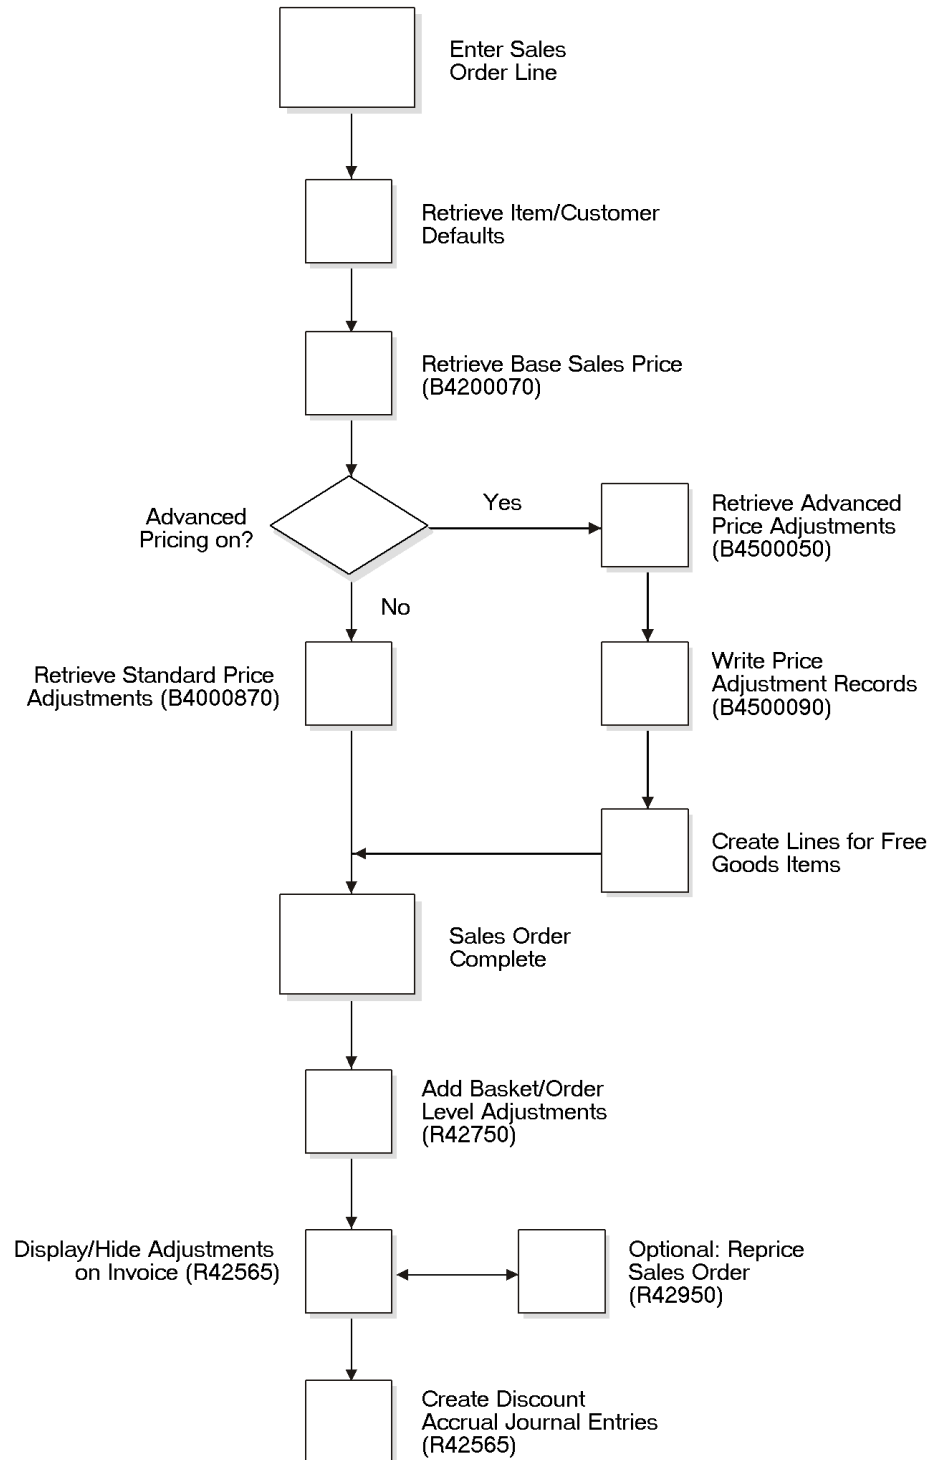 Enter Sales
Order Line
Retrieve Item/Customer
Defaults
Retrieve Base Sales Price
(B4200070)
Advanced
Pricing on?
Yes
Retrieve Advanced
Price Adjustments
(B4500050)
No
Retrieve Standard Price
Adjustments (B4000870)
Write Price
Adjustment Records
(B4500090)
Create Lines for Free
Goods Items
Sales Order
Complete
Add Basket/Order
Level Adjustments
(R42750)
Display/Hide Adjustments
on Invoice (R42565)
Optional: Reprice
Sales Order
(R42950)
Create Discount
Accrual Journal Entries
(R42565)